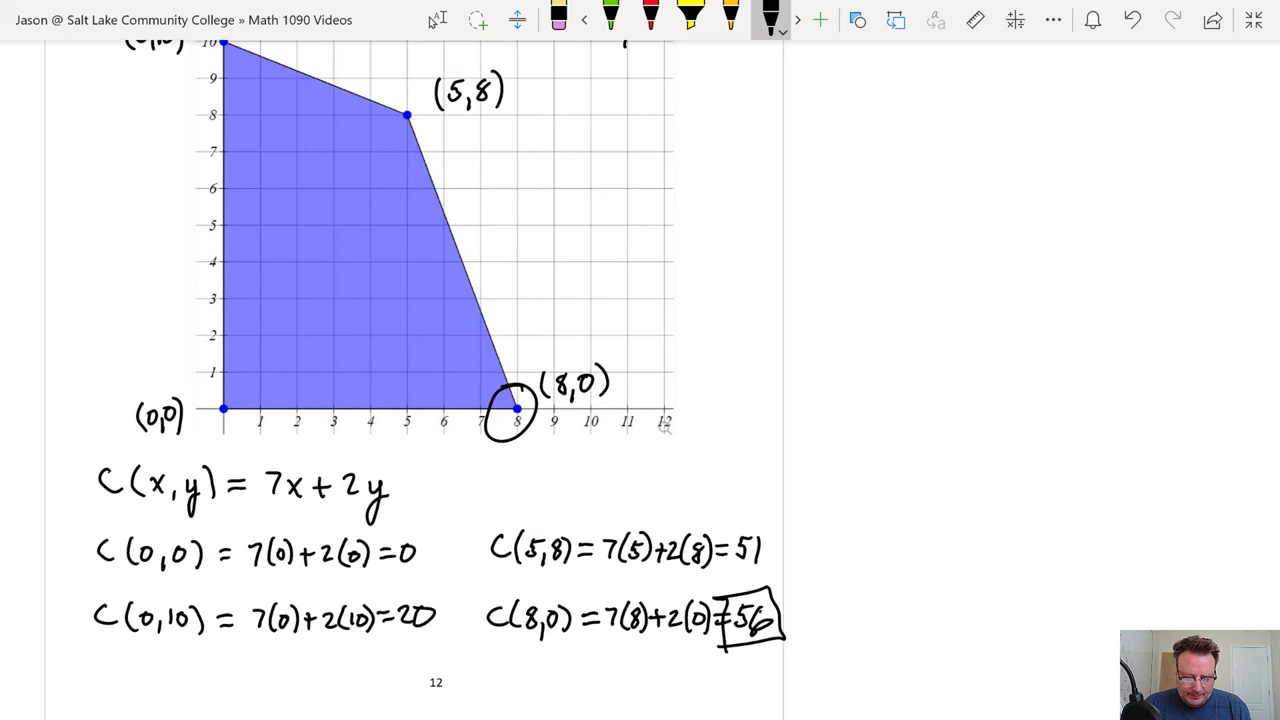 Jason @ Salt Lake Community College » Math 1090 Videos
10
9
(5,8)
8
7
6
5
4
3
2
1
(8,0)
(0,0)
1 2 3 4 5 6 7 8 9 10 11 12
C(x,y) = 7x + 2y
C(0,0) = 7(0)+2(0)=0
C(5,8)=7(5)+2(8)=51
C(0,10) = 7(0)+2(10)=20
C(8,0)=7(8)+2(0)=56
12